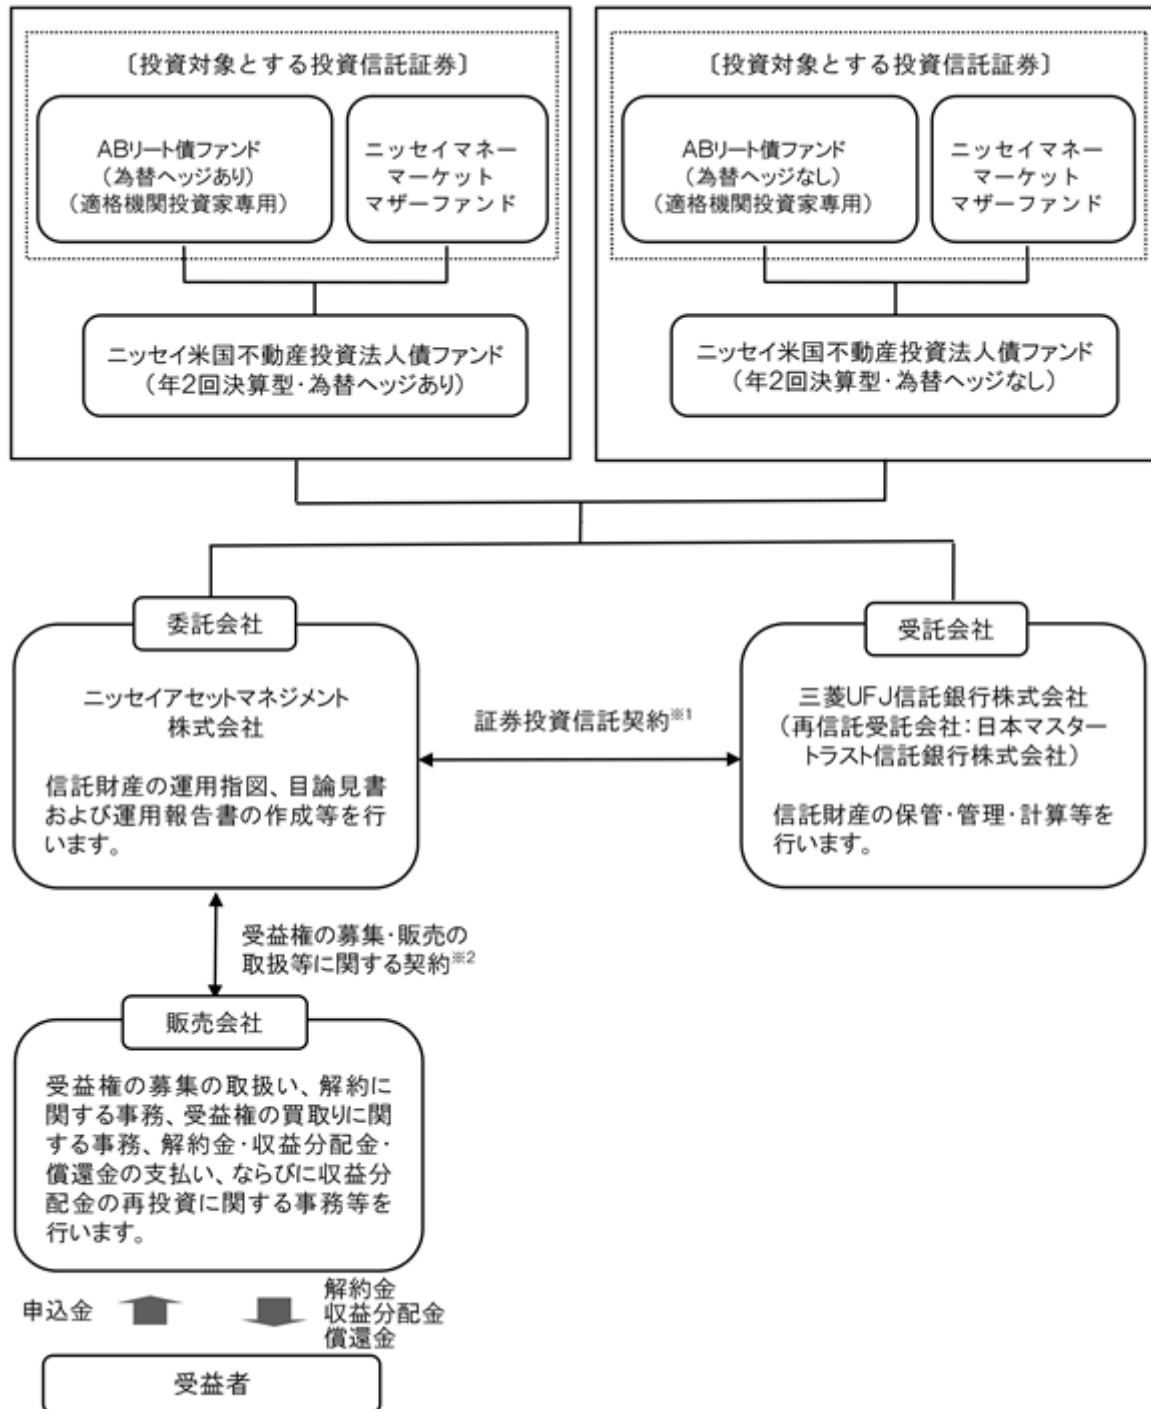 〔投資対象とする投資信託証券〕
ABリート債ファンド
(為替ヘッジあり)
(適格機関投資家専用)
ニッセイマネー
マーケット
マザーファンド
ニッセイ米国不動産投資法人債ファンド
(年2回決算型・為替ヘッジあり)
〔投資対象とする投資信託証券〕
ABリート債ファンド
(為替ヘッジなし)
(適格機関投資家専用)
ニッセイマネー
マーケット
マザーファンド
ニッセイ米国不動産投資法人債ファンド
(年2回決算型・為替ヘッジなし)
委託会社
ニッセイアセットマネジメント
株式会社
信託財産の運用指図、目論見書
および運用報告書の作成等を行
います。
証券投資信託契約※1
受託会社
三菱UFJ信託銀行株式会社
(再信託受託会社:日本マスター
トラスト信託銀行株式会社)
信託財産の保管・管理・計算等を
行います。
受益権の募集・販売の
取扱等に関する契約※2
販売会社
受益権の募集の取扱い、解約に
関する事務、受益権の買取りに関
する事務、解約金・収益分配金・
償還金の支払い、ならびに収益分
配金の再投資に関する事務等を
行います。
申込金
解約金
収益分配金
償還金
受益者